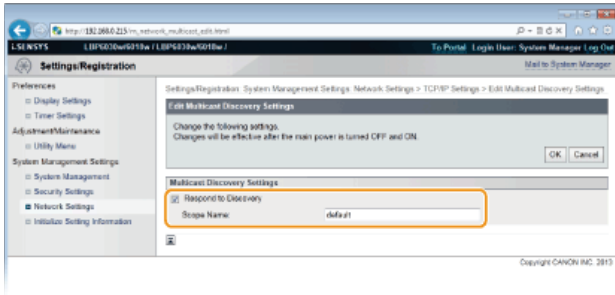 http://192.168.0.215/m_network_multicast_edit.html
LBP6030w/6018w / LBP6030w/6018w /
To Portal Login User: System Manager Log Out
Settings/Registration
Mail to System Manager
Preferences
Display Settings
Timer Settings
Adjustment/Maintenance
Utility Menu
System Management Settings
System Management
Security Settings
Network Settings
Initialize Setting Information
Settings/Registration: System Management Settings: Network Settings > TCP/IP Settings > Edit Multicast Discovery Settings
Edit Multicast Discovery Settings
Change the following settings.
Changes will be effective after the main power is turned OFF and ON.
OK Cancel
Multicast Discovery Settings
Respond to Discovery
Scope Name: default
Copyright CANON INC. 2013